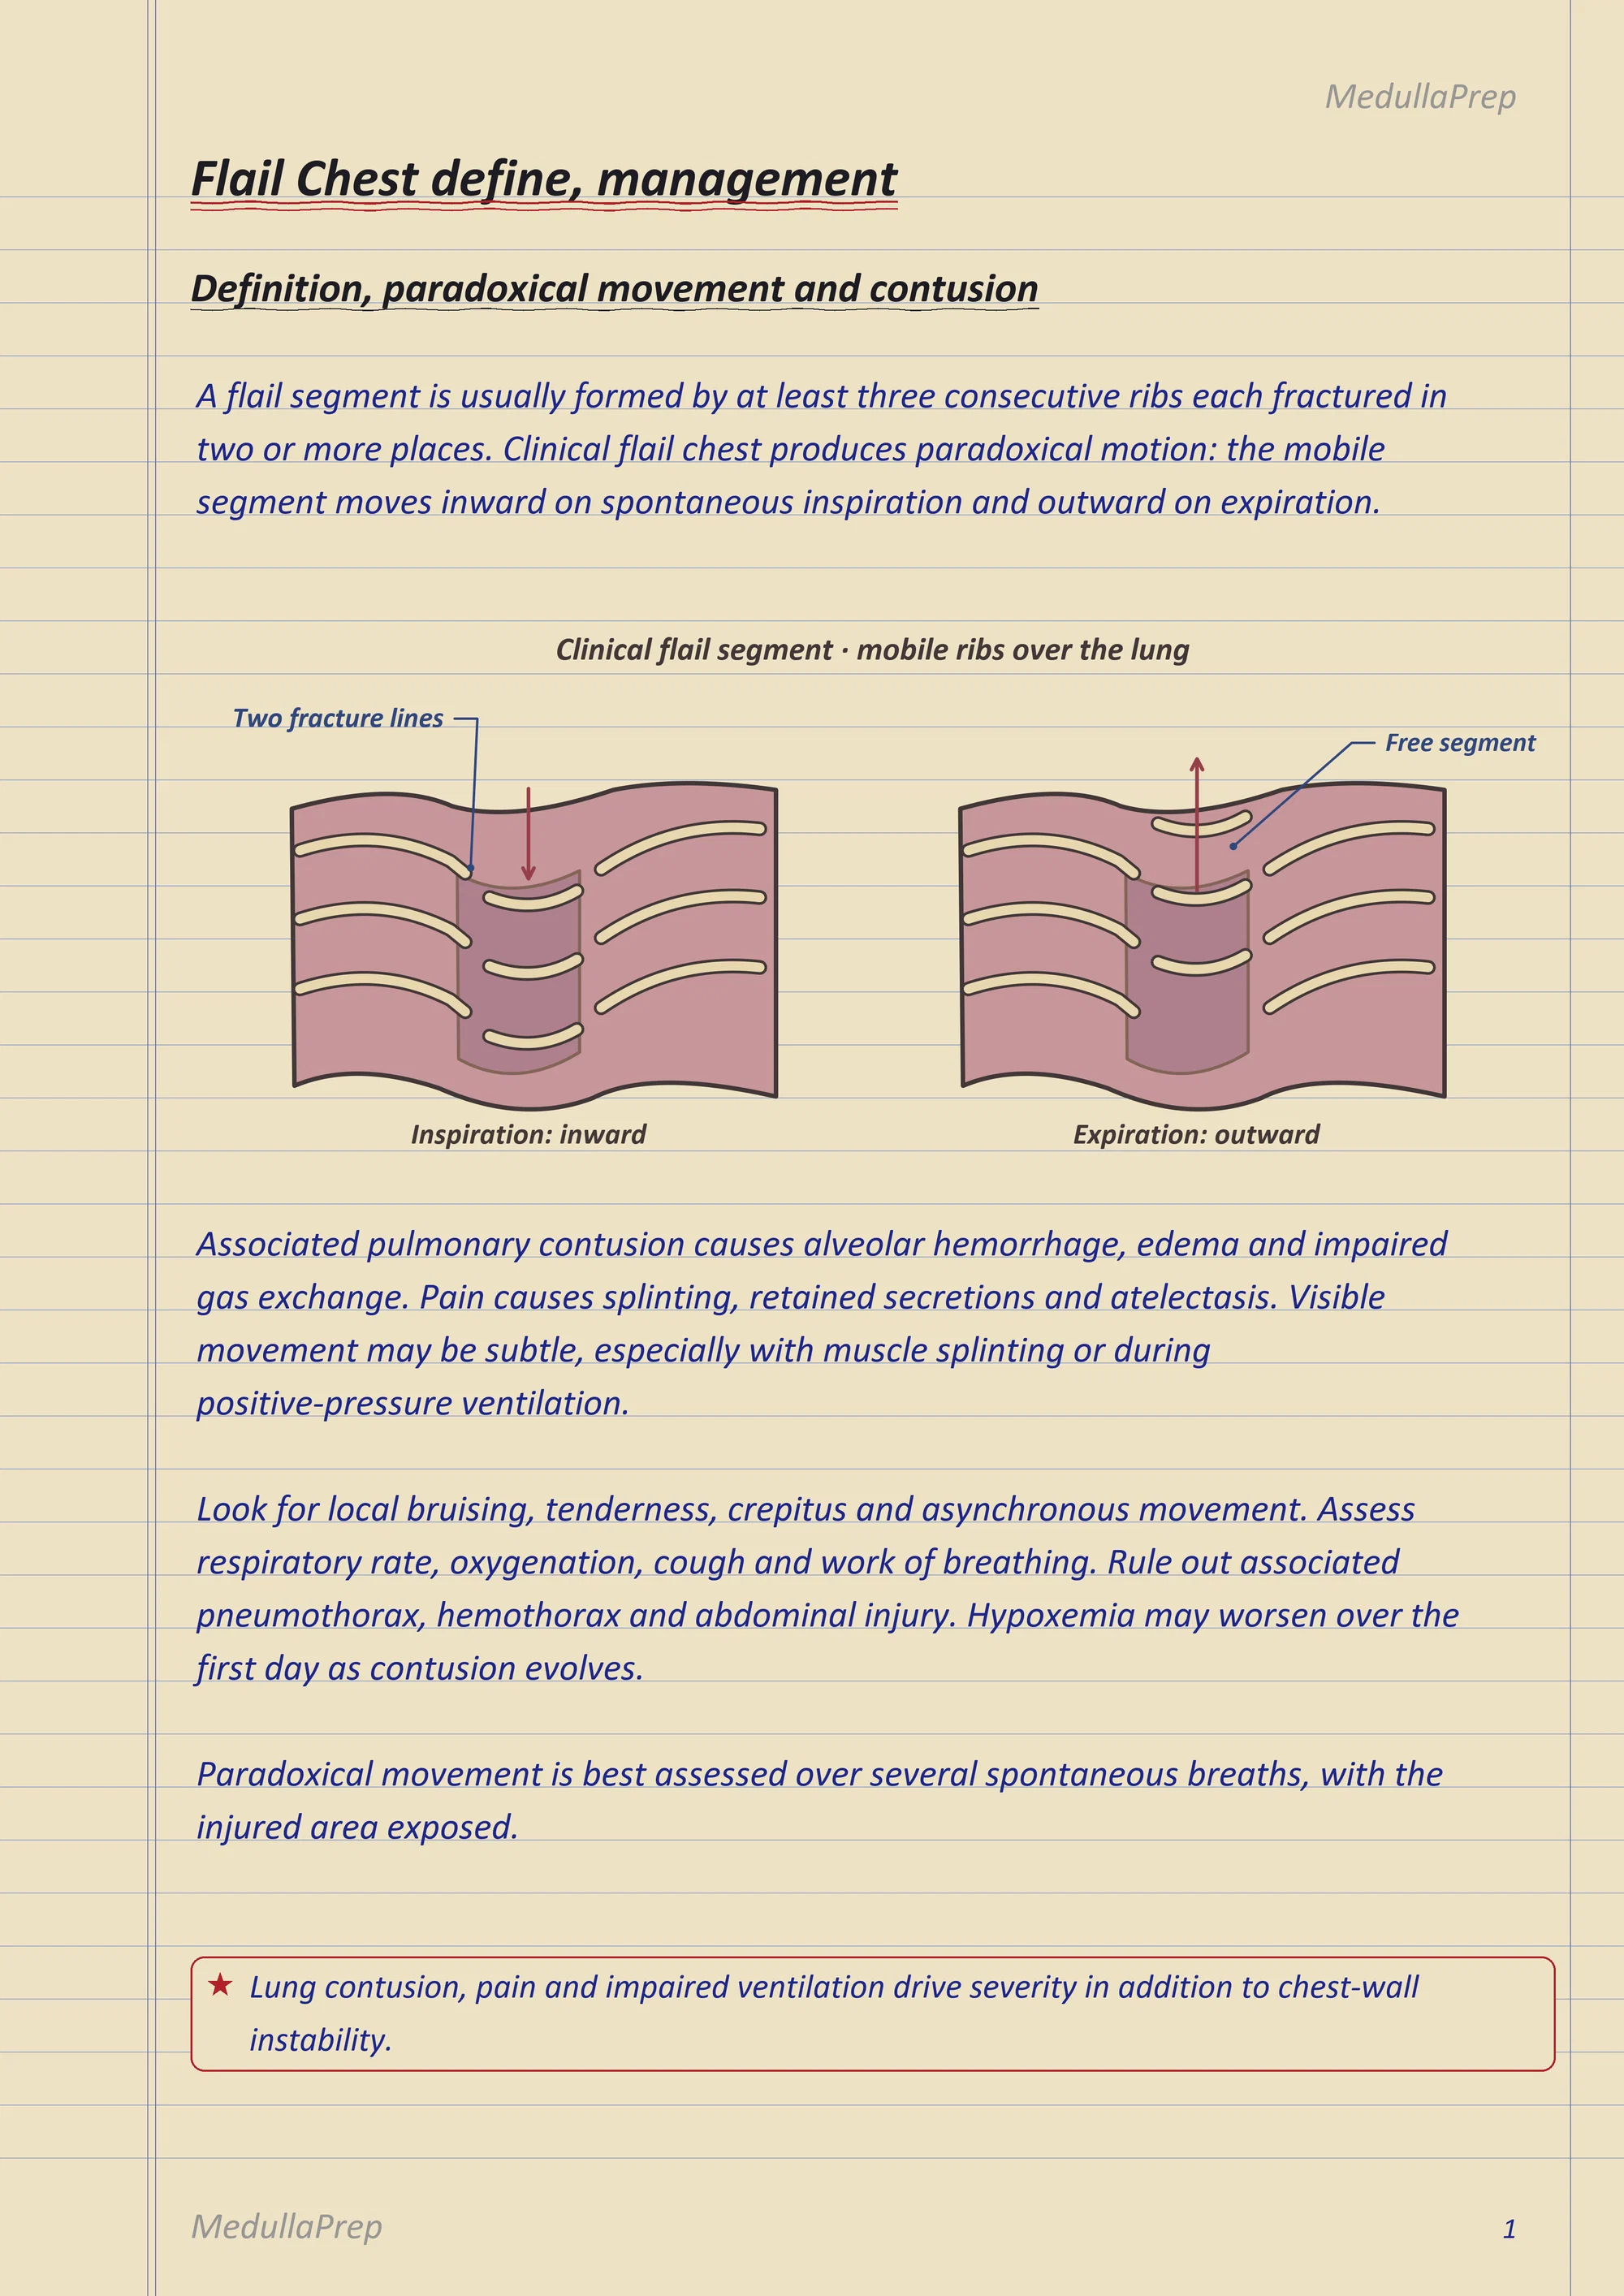 MedullaPrep
Flail Chest define, management
Definition, paradoxical movement and contusion
A flail segment is usually formed by at least three consecutive ribs each fractured in
two or more places. Clinical flail chest produces paradoxical motion: the mobile
segment moves inward on spontaneous inspiration and outward on expiration.
Clinical flail segment · mobile ribs over the lung
Two fracture lines
Free segment
Inspiration: inward
Expiration: outward
Associated pulmonary contusion causes alveolar hemorrhage, edema and impaired
gas exchange. Pain causes splinting, retained secretions and atelectasis. Visible
movement may be subtle, especially with muscle splinting or during
positive-pressure ventilation.
Look for local bruising, tenderness, crepitus and asynchronous movement. Assess
respiratory rate, oxygenation, cough and work of breathing. Rule out associated
pneumothorax, hemothorax and abdominal injury. Hypoxemia may worsen over the
first day as contusion evolves.
Paradoxical movement is best assessed over several spontaneous breaths, with the
injured area exposed.
★ Lung contusion, pain and impaired ventilation drive severity in addition to chest-wall
instability.
MedullaPrep
1